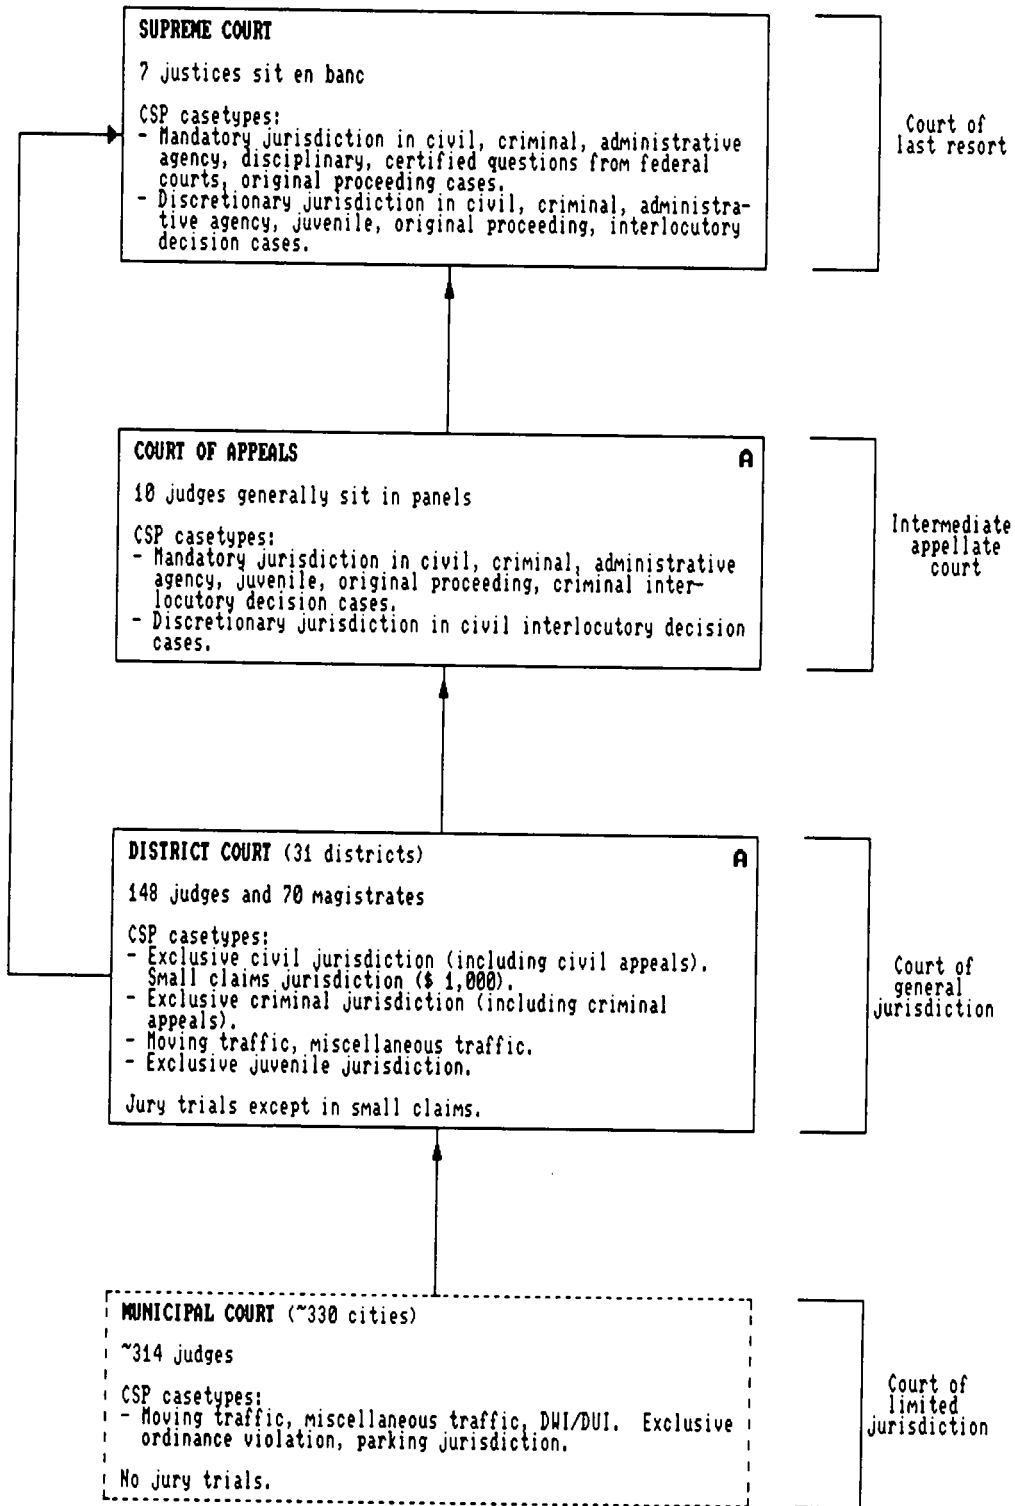 SUPREME COURT
7 justices sit en banc
CSP casetypes:
- Mandatory jurisdiction in civil, criminal, administrative
agency, disciplinary, certified questions from federal
courts, original proceeding cases.
- Discretionary jurisdiction in civil, criminal, administra-
tive agency, juvenile, original proceeding, interlocutory
decision cases.
Court of
last resort
COURT OF APPEALS
A
10 judges generally sit in panels
CSP casetypes:
- Mandatory jurisdiction in civil, criminal, administrative
agency, juvenile, original proceeding, criminal inter-
locutory decision cases.
- Discretionary jurisdiction in civil interlocutory decision
cases.
Intermediate
appellate
court
DISTRICT COURT (31 districts)
A
148 judges and 70 magistrates
CSP casetypes:
- Exclusive civil jurisdiction (including civil appeals).
Small claims jurisdiction ($ 1,000).
- Exclusive criminal jurisdiction (including criminal
appeals).
- Moving traffic, miscellaneous traffic.
- Exclusive juvenile jurisdiction.
Jury trials except in small claims.
Court of
general
jurisdiction
MUNICIPAL COURT (~330 cities)
~314 judges
CSP casetypes:
- Moving traffic, miscellaneous traffic, DWI/DUI. Exclusive
ordinance violation, parking jurisdiction.
No jury trials.
Court of
limited
jurisdiction